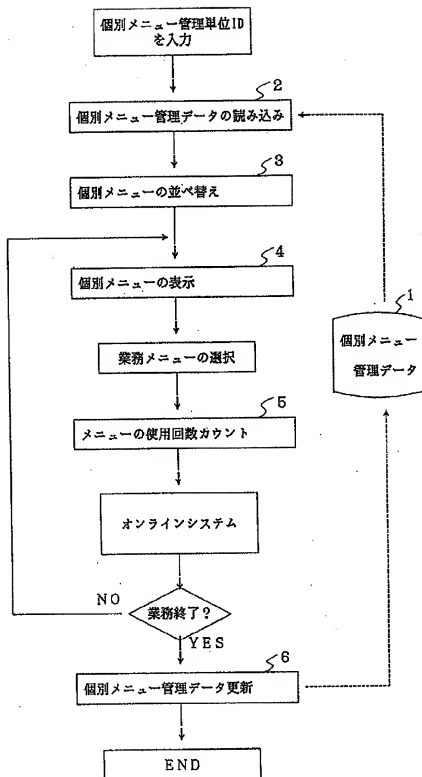 個別メニュー管理単位ID
を入力
2
個別メニュー管理データの読み込み
3
個別メニューの並べ替え
4
個別メニューの表示
1
個別メニュー
管理データ
業務メニューの選択
5
メニューの使用回数カウント
オンラインシステム
NO
業務終了?
YES
6
個別メニュー管理データ更新
END